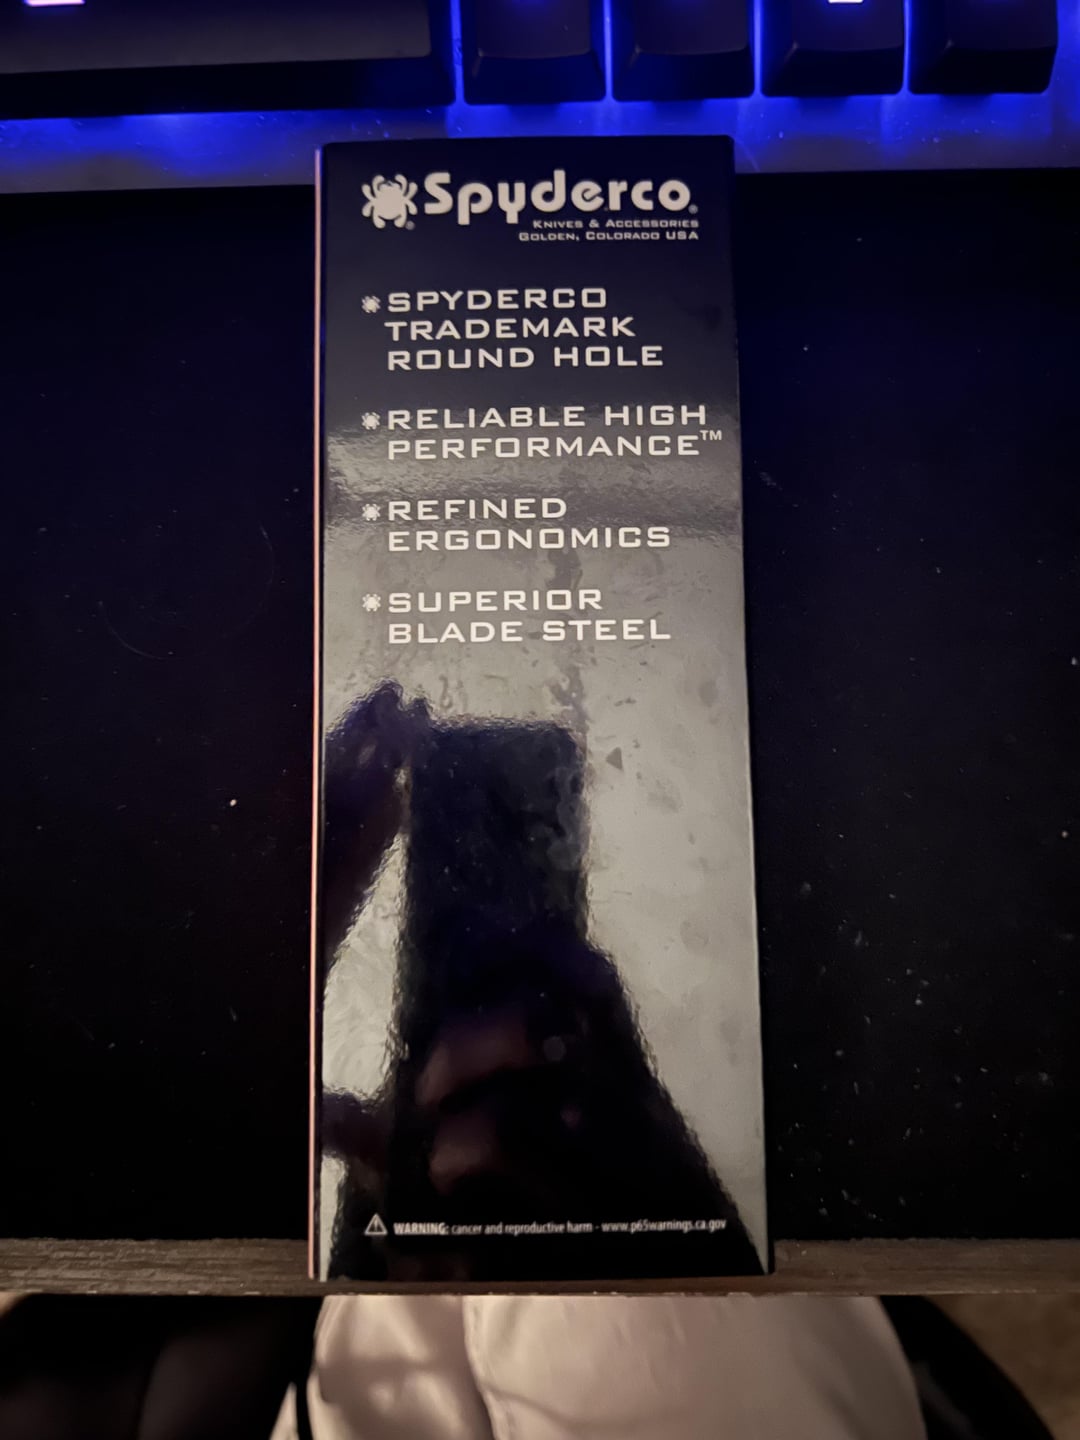 Spyderco®
KNIVES & ACCESSORIES
GOLDEN, COLORADO USA
SPYDERCO
TRADEMARK
ROUND HOLE
RELIABLE HIGH
PERFORMANCE™
REFINED
ERGONOMICS
SUPERIOR
BLADE STEEL
WARNING: cancer and reproductive harm - www.p65warnings.ca.gov